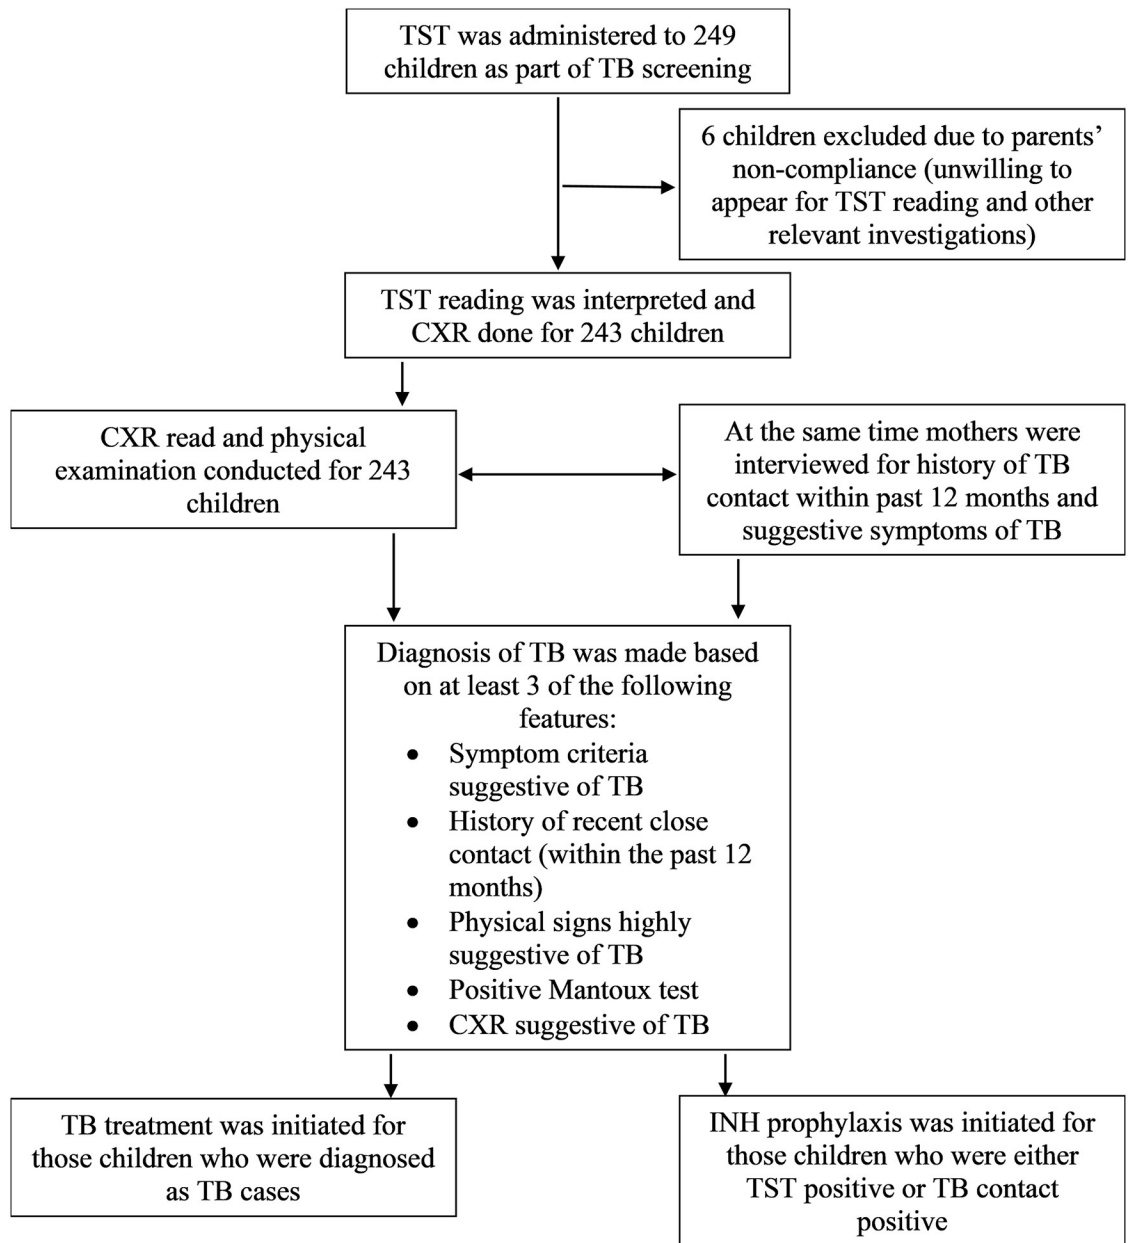 TST was administered to 249
children as part of TB screening
6 children excluded due to parents’
non-compliance (unwilling to
appear for TST reading and other
relevant investigations)
TST reading was interpreted and
CXR done for 243 children
CXR read and physical
examination conducted for 243
children
At the same time mothers were
interviewed for history of TB
contact within past 12 months and
suggestive symptoms of TB
Diagnosis of TB was made based
on at least 3 of the following
features:
• Symptom criteria
suggestive of TB
• History of recent close
contact (within the past 12
months)
• Physical signs highly
suggestive of TB
• Positive Mantoux test
• CXR suggestive of TB
TB treatment was initiated for
those children who were diagnosed
as TB cases
INH prophylaxis was initiated for
those children who were either
TST positive or TB contact
positive